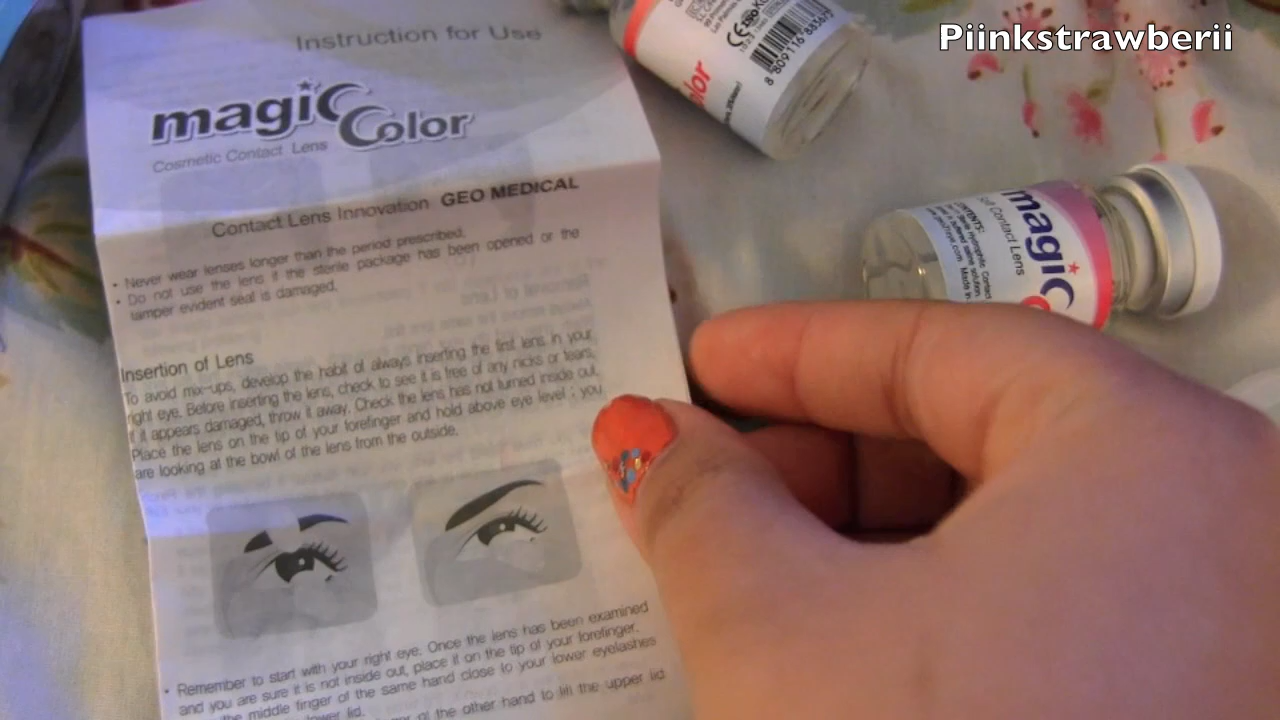 Piinkstrawberii
Instruction for Use
magic Color
Cosmetic Contact Lens
Contact Lens Innovation GEO MEDICAL
• Never wear lenses longer than the period prescribed.
• Do not use the lens if the sterile package has been opened or the
tamper evident seal is damaged.
Insertion of Lens
To avoid mix-ups, develop the habit of always inserting the first lens in your
right eye. Before inserting the lens, check to see it is free of any nicks or tears,
if it appears damaged, throw it away. Check the lens has not turned inside out,
Place the lens on the tip of your forefinger and hold above eye level ; you
are looking at the bowl of the lens from the outside.
• Remember to start with your right eye. Once the lens has been examined
and you are sure it is not inside out, place it on the tip of your forefinger.
the middle finger of the same hand close to your lower eyelashes
lower lid.
of the other hand to lift the upper lid.
CE
8 809116 883673
lor
magic
Soft Contact Lens
CONTENTS:
Made in